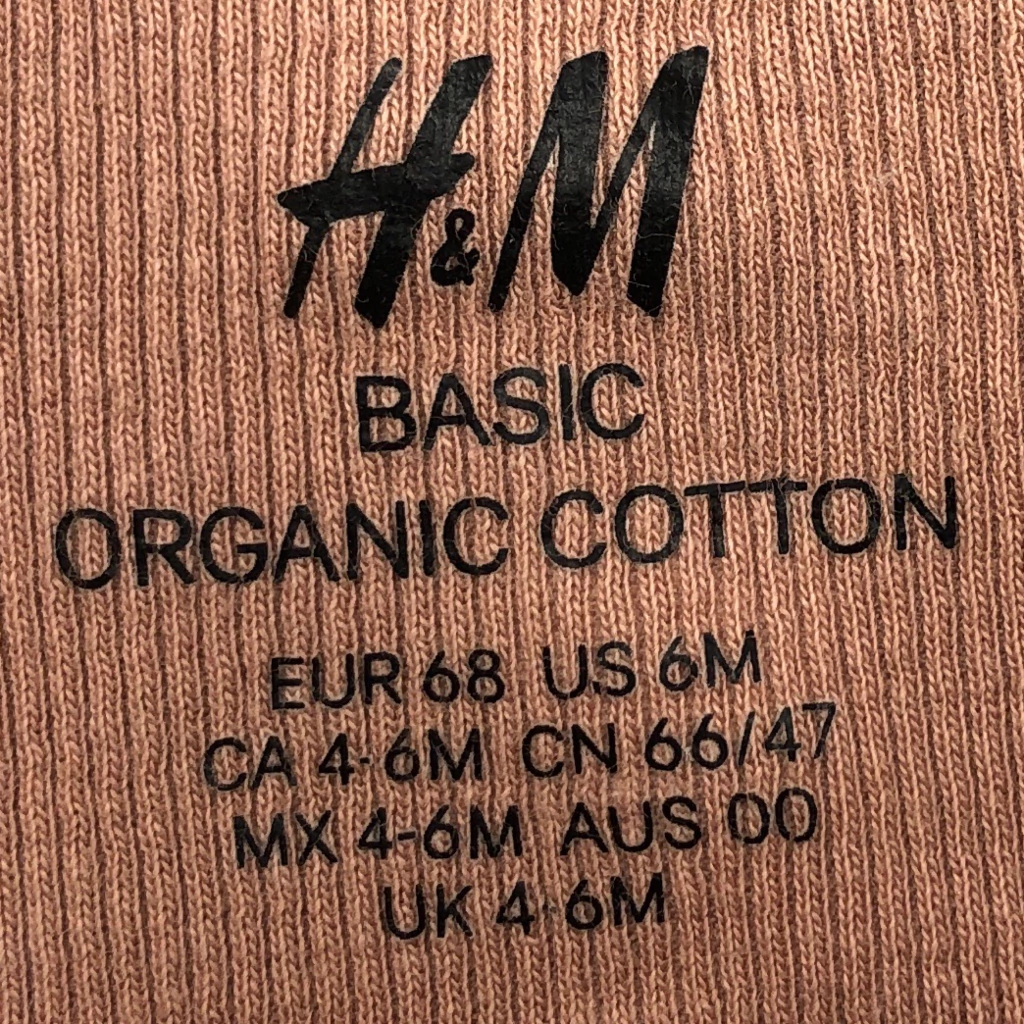 H&M
BASIC
ORGANIC COTTON
EUR 68 US 6M
CA 4-6M CN 66/47
MX 4-6M AUS 00
UK 4-6M